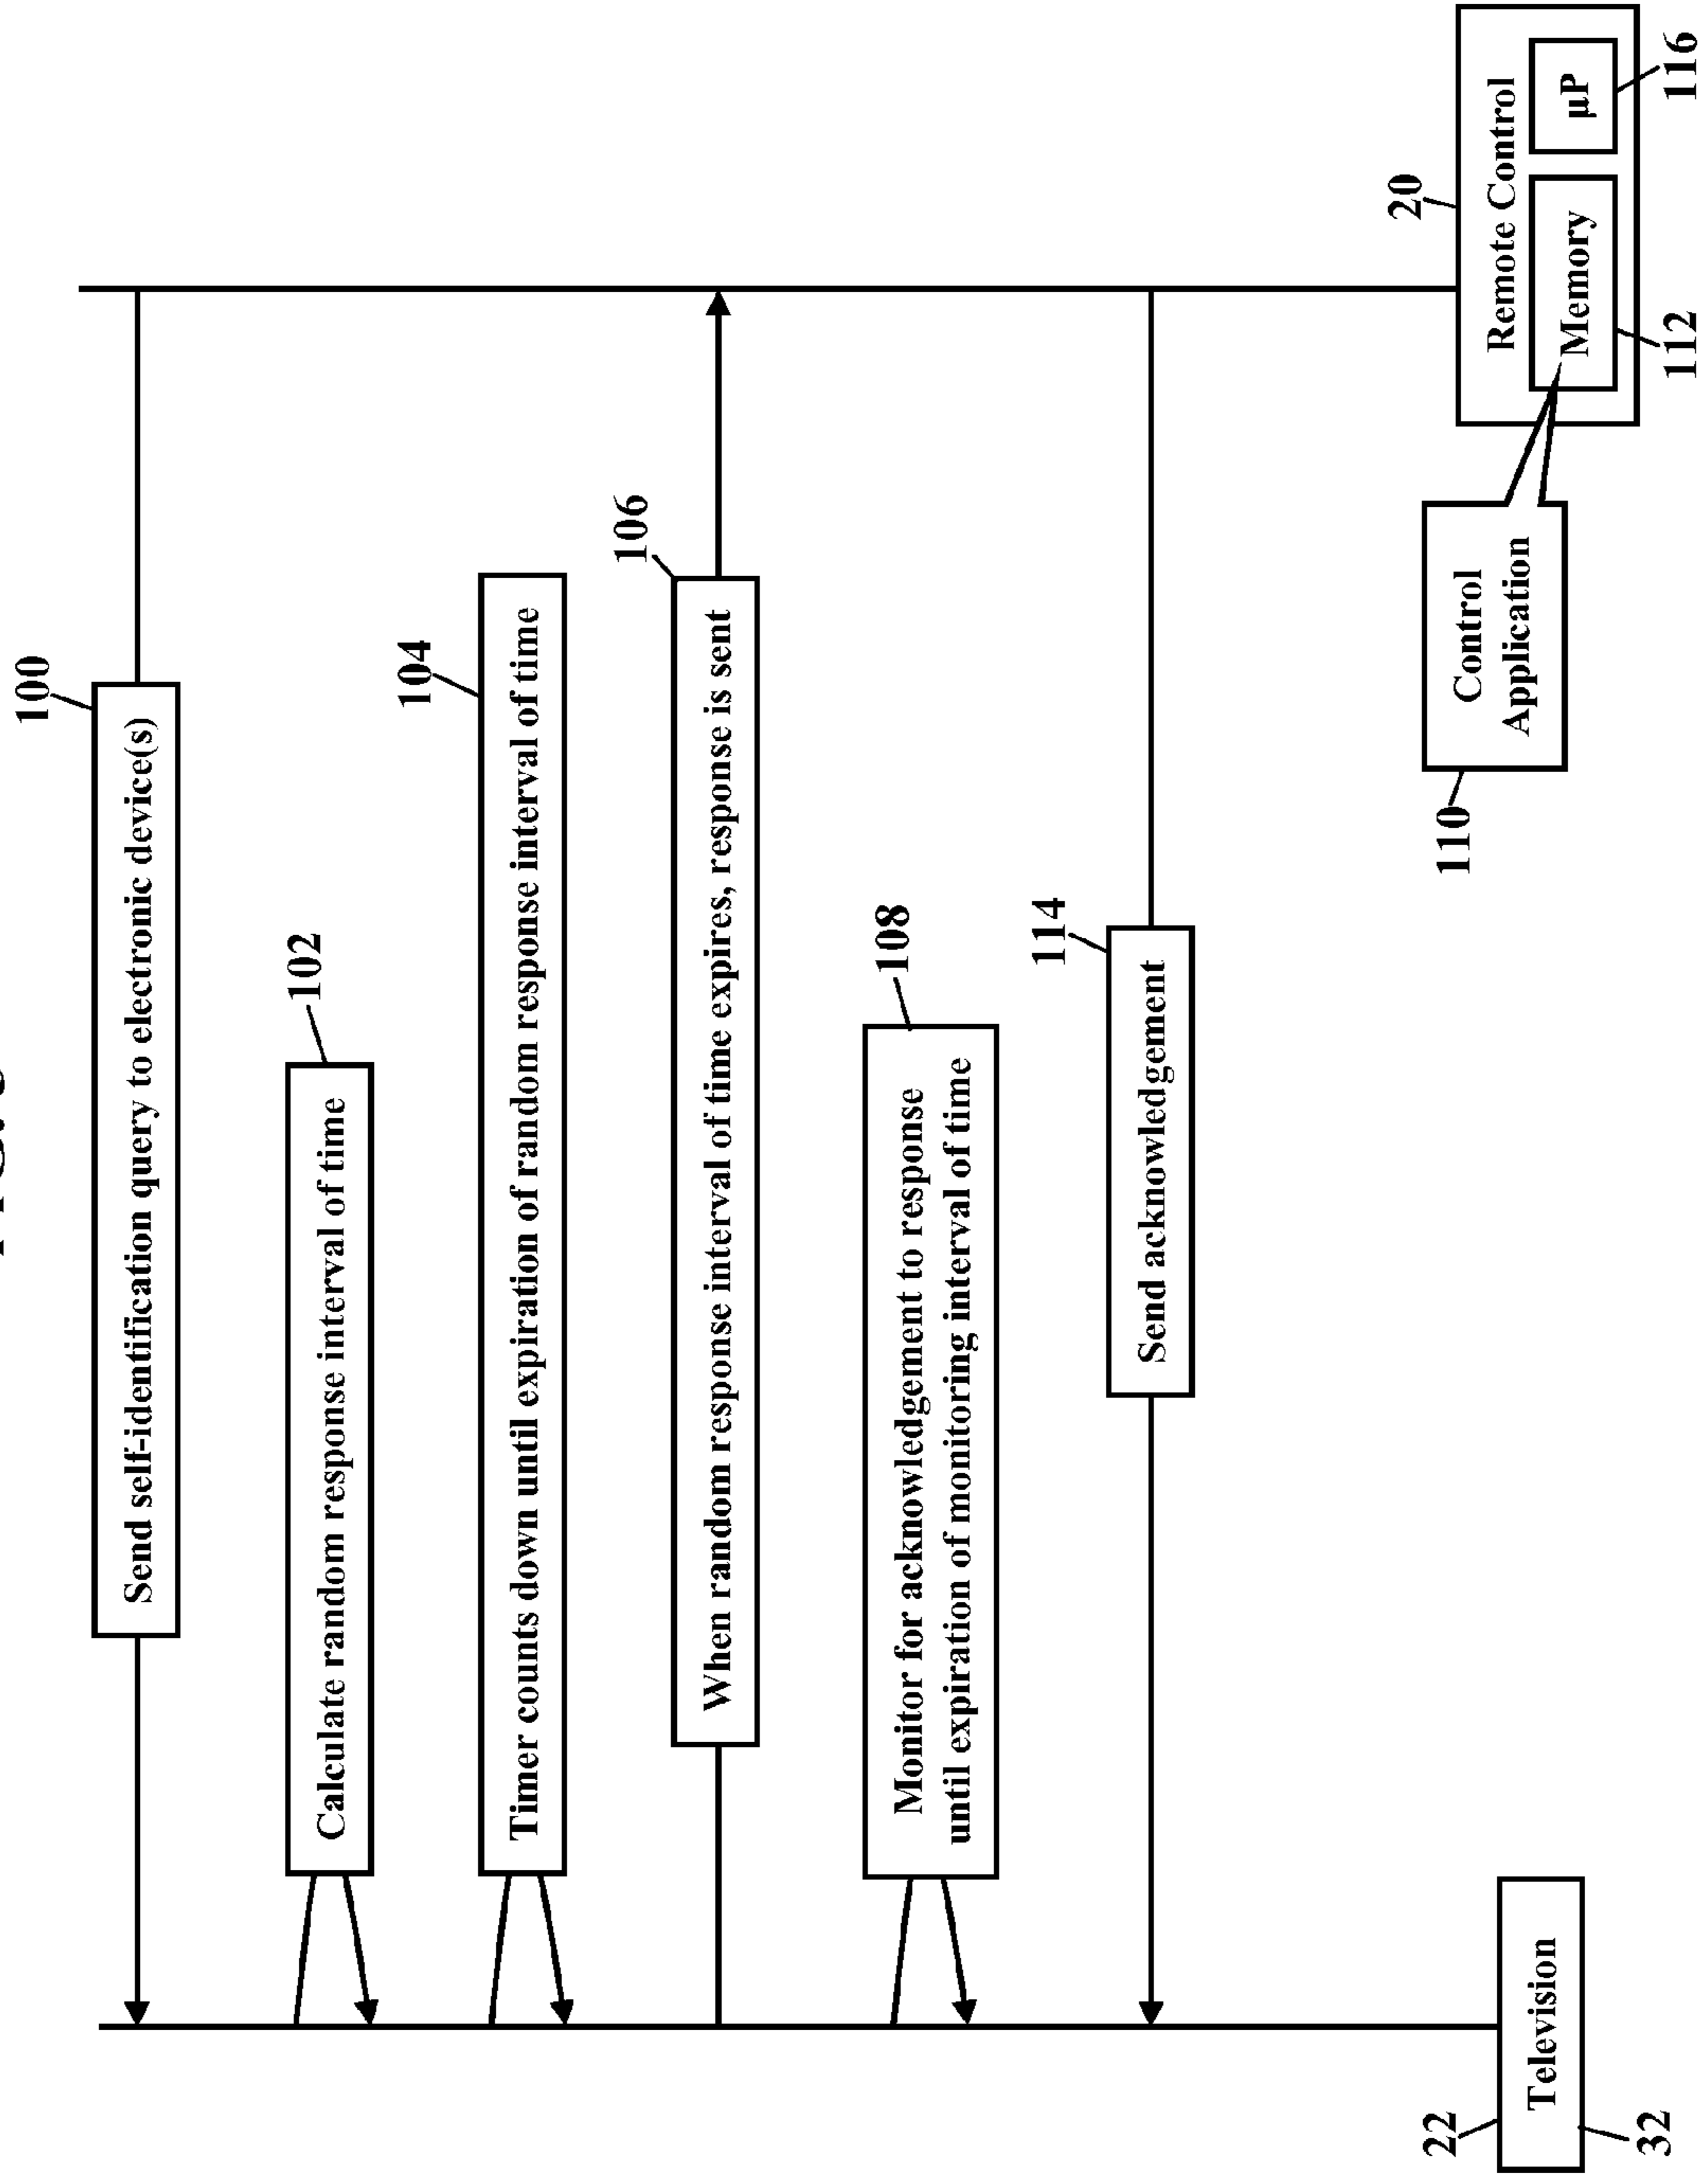 100
Send self-identification query to electronic device(s)
102
Calculate random response interval of time
104
Timer counts down until expiration of random response interval of time
106
When random response interval of time expires, response is sent
108
Monitor for acknowledgement to response
until expiration of monitoring interval of time
114
Send acknowledgement
22
Television
32
110
Control
Application
20
Remote Control
Memory
µP
112
116